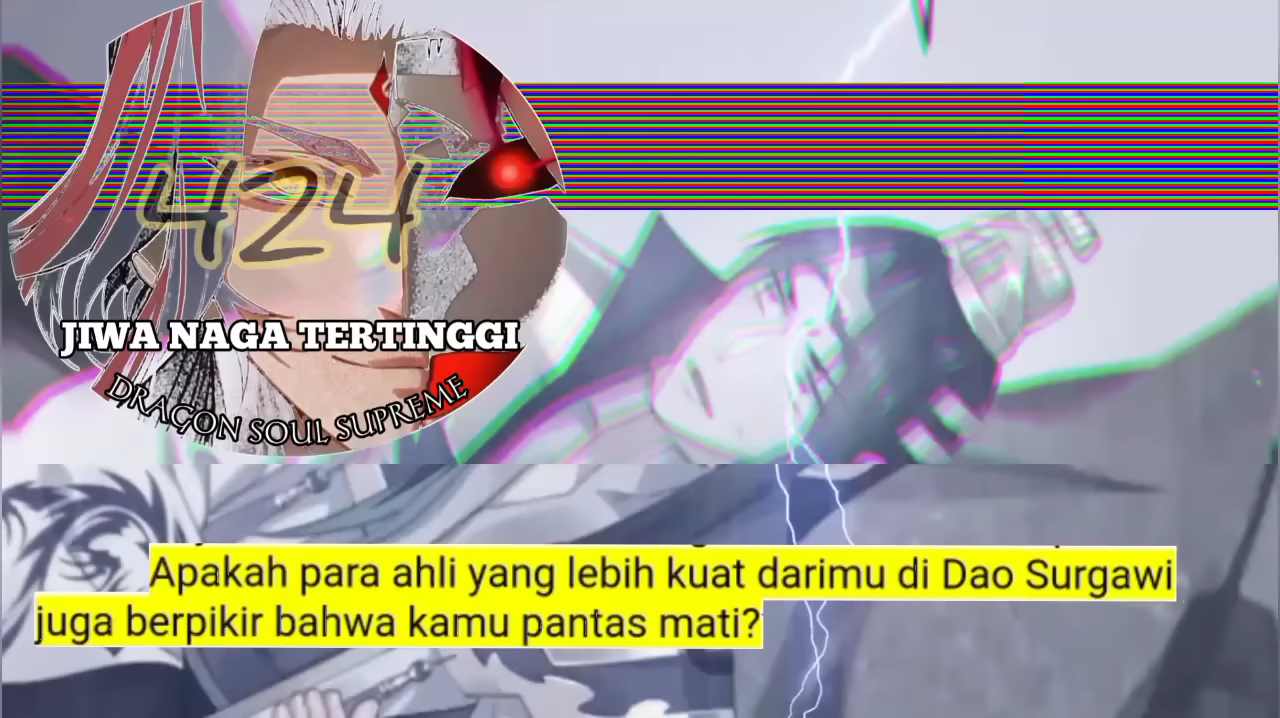 424
JIWA NAGA TERTINGGI
DRAGON SOUL SUPREME
Apakah para ahli yang lebih kuat darimu di Dao Surgawi
juga berpikir bahwa kamu pantas mati?